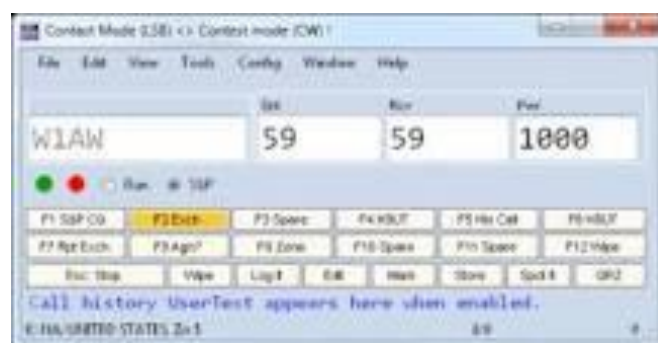 Contact Mode (LSB) <> Contest mode (CW) !
File Edit View Tools Config Window Help
Snt Rcv Pwr
W1AW 59 59 1000
Run S&P
F1 S&P CQ F2 Exch F3 Spare F4 F5 His Call F6
F7 Rpt Exch F8 Agn? F9 Zone F10 Spare F11 Spare F12 Wipe
Esc: Stop Wipe Log It Edit Mark Store Spot It QRZ
Call history UserText appears here when enabled.
UNITED STATES